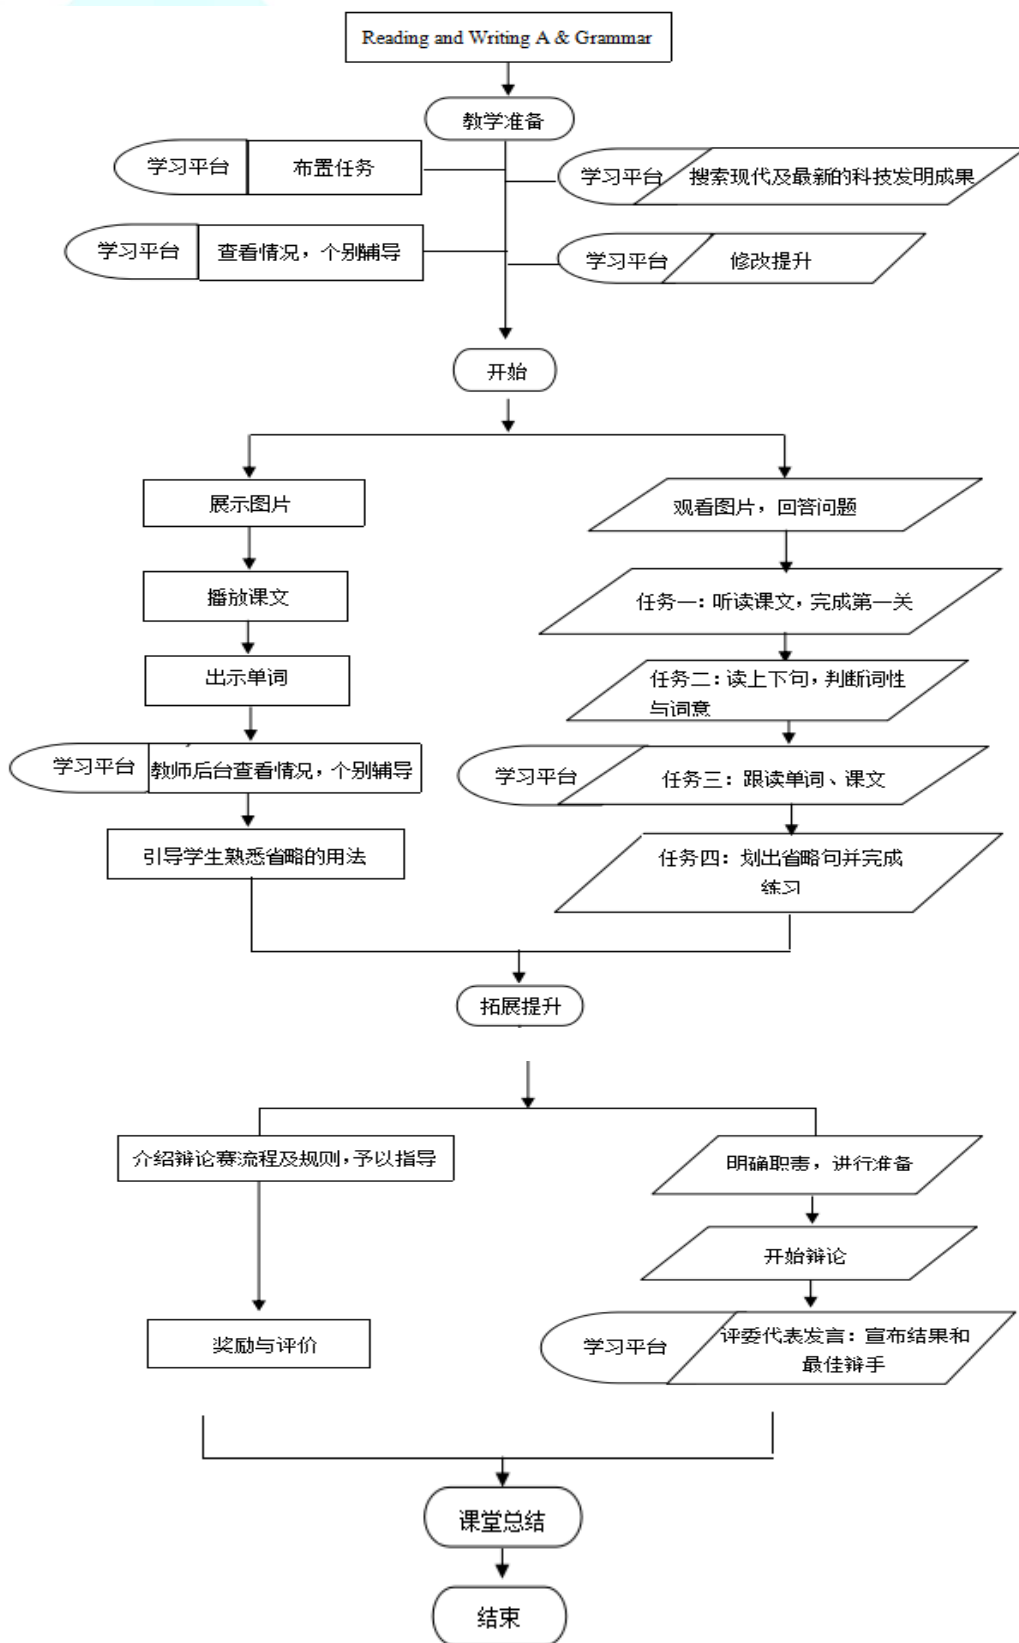 Reading and Writing A & Grammar
教学准备
学习平台 布置任务
学习平台 搜索现代及最新的科技发明成果
学习平台 查看情况，个别辅导
学习平台 修改提升
开始
展示图片
观看图片，回答问题
播放课文
任务一：听读课文，完成第一关
出示单词
任务二：读上下句，判断词性
与词意
学习平台 教师后台查看情况，个别辅导
学习平台 任务三：跟读单词、课文
引导学生熟悉省略的用法
任务四：划出省略句并完成
练习
拓展提升
介绍辩论赛流程及规则，予以指导
明确职责，进行准备
开始辩论
奖励与评价
学习平台 评委代表发言：宣布结果和
最佳辩手
课堂总结
结束